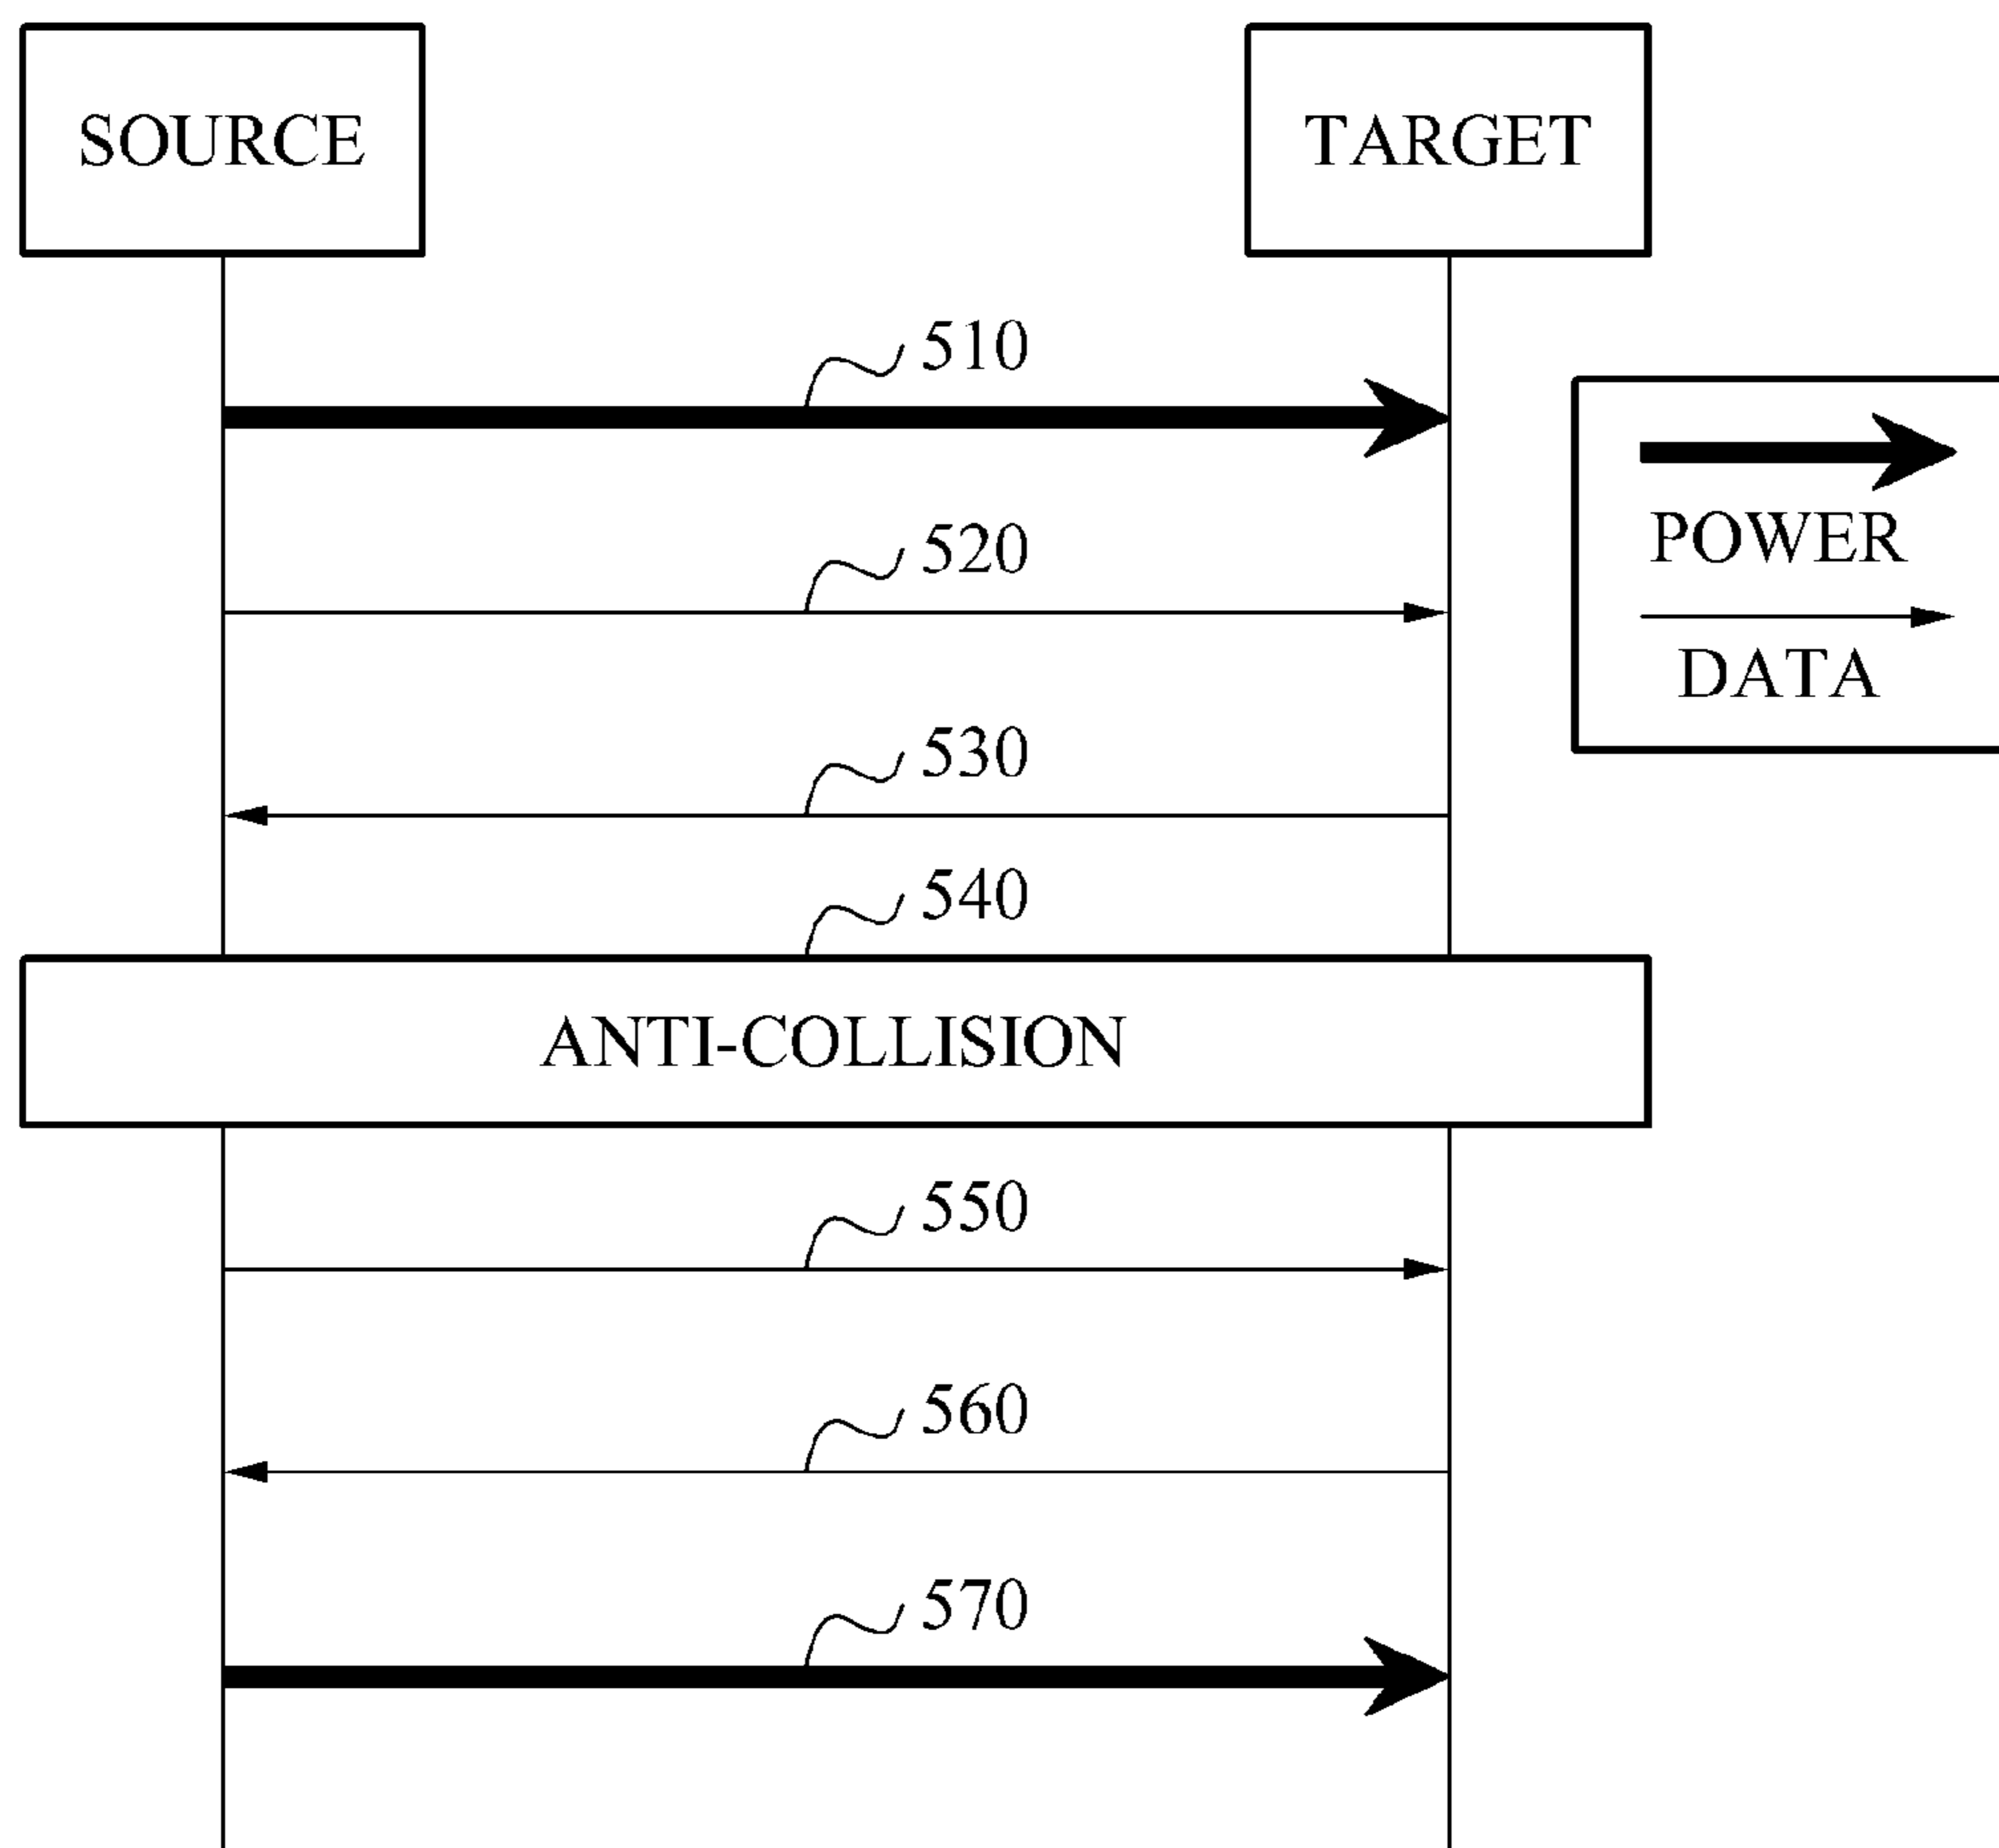 SOURCE
TARGET
510
POWER
520
DATA
530
540
ANTI-COLLISION
550
560
570